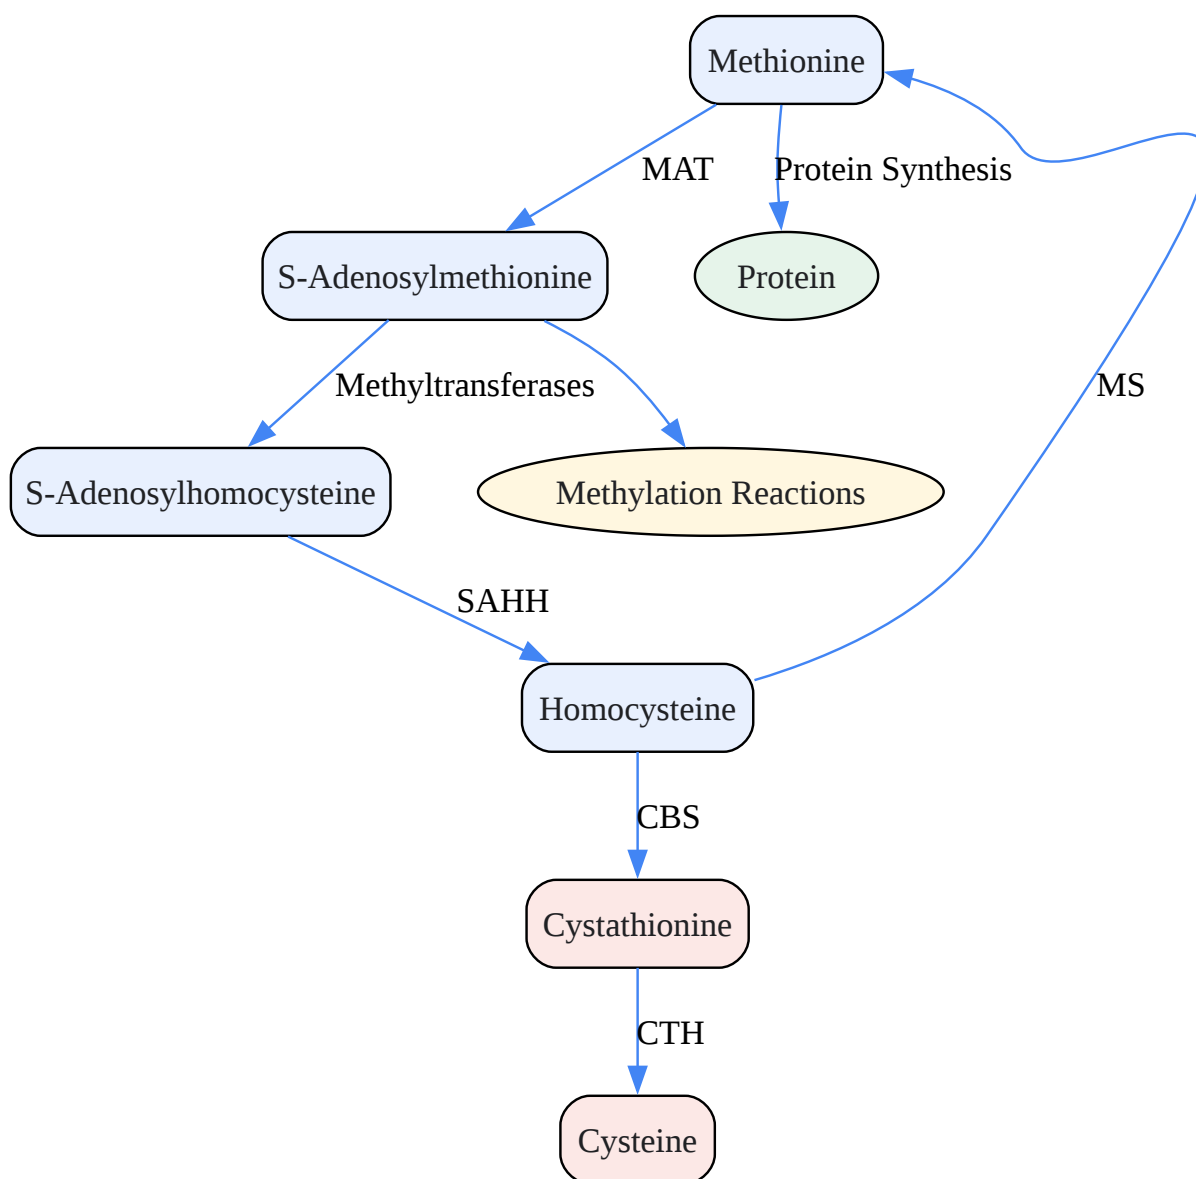 Methionine
MAT
Protein Synthesis
S-Adenosylmethionine
Protein
Methyltransferases
MS
S-Adenosylhomocysteine
Methylation Reactions
SAHH
Homocysteine
CBS
Cystathionine
CTH
Cysteine